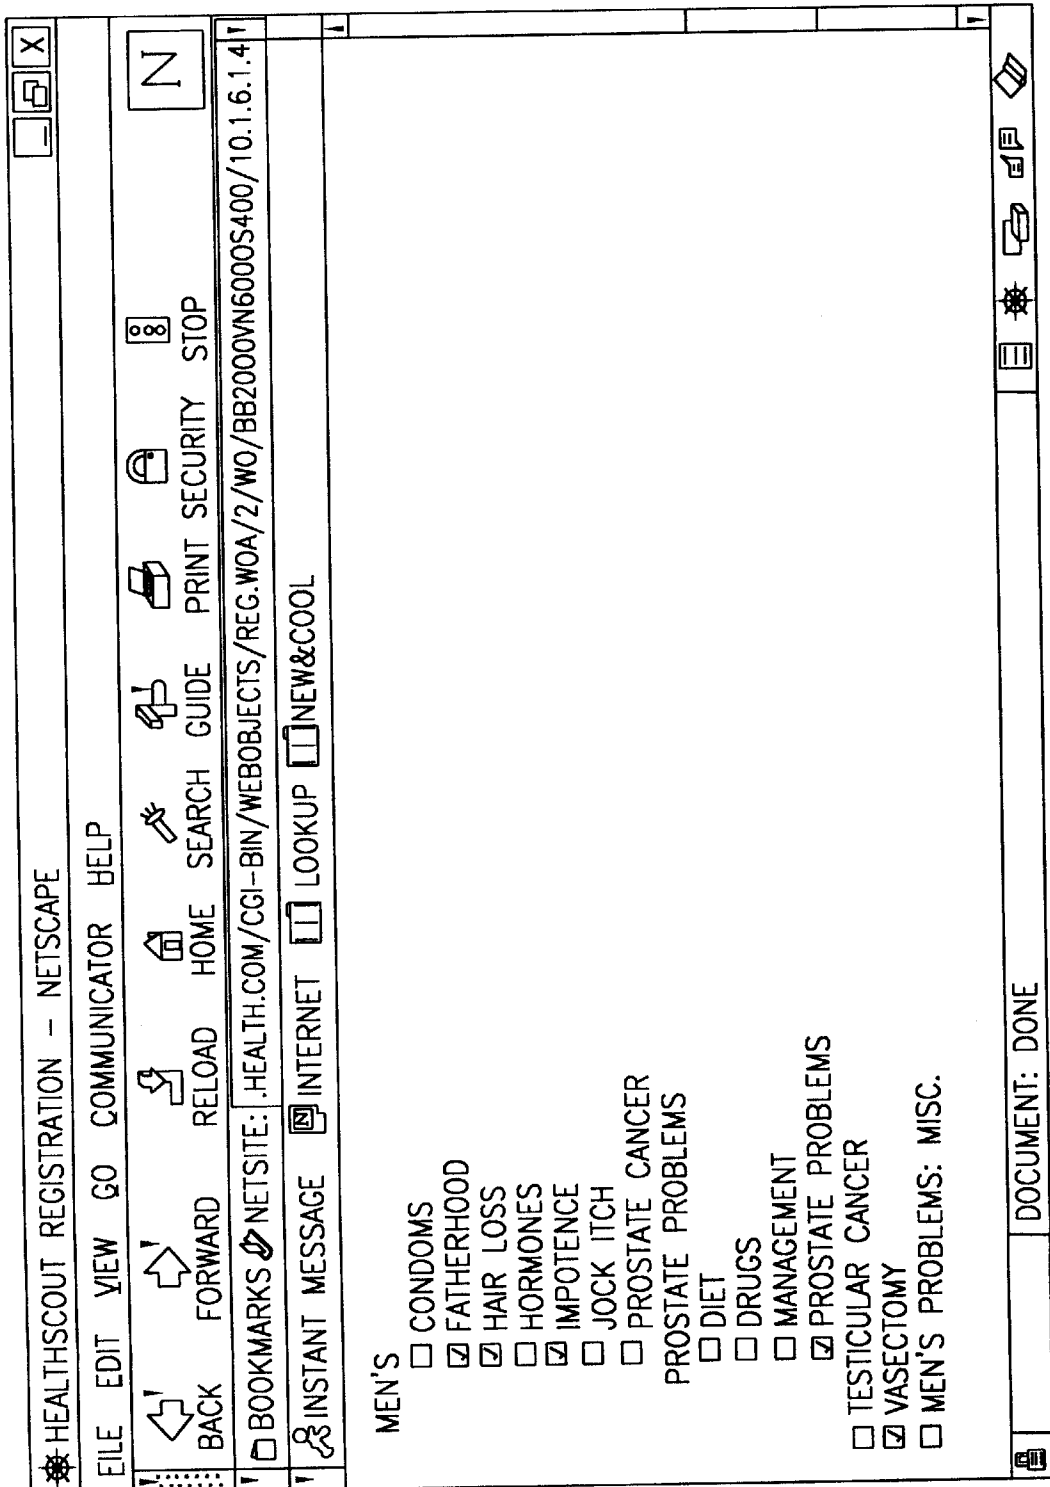 HEALTHSCOUT REGISTRATION – NETSCAPE
X
FILE EDIT VIEW GO COMMUNICATOR HELP
BACK FORWARD RELOAD HOME SEARCH GUIDE PRINT SECURITY STOP
N
BOOKMARKS NETSITE: .HEALTH.COM/CGI-BIN/WEBOBJECTS/REG.WOA/2/WO/BB2000VN6000S400/10.1.6.1.4
INSTANT MESSAGE N INTERNET LOOKUP NEW&COOL
MEN'S
CONDOMS
FATHERHOOD
HAIR LOSS
HORMONES
IMPOTENCE
JOCK ITCH
PROSTATE CANCER
PROSTATE PROBLEMS
DIET
DRUGS
MANAGEMENT
PROSTATE PROBLEMS
TESTICULAR CANCER
VASECTOMY
MEN'S PROBLEMS: MISC.
DOCUMENT: DONE